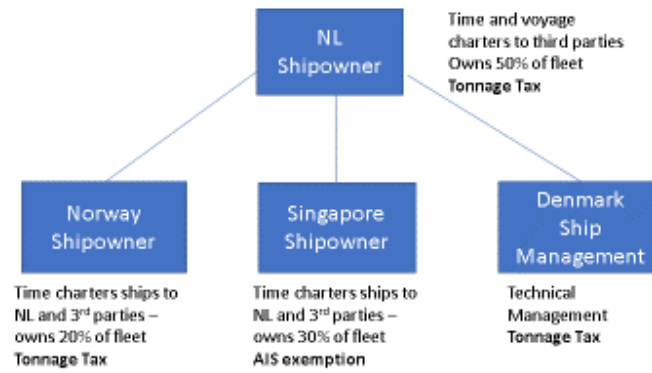 NL
Shipowner
Time and voyage
charters to third parties
Owns 50% of fleet
Tonnage Tax
Norway
Shipowner
Singapore
Shipowner
Denmark
Ship
Management
Time charters ships to
NL and 3rd parties –
owns 20% of fleet
Tonnage Tax
Time charters ships to
NL and 3rd parties –
owns 30% of fleet
AIS exemption
Technical
Management
Tonnage Tax